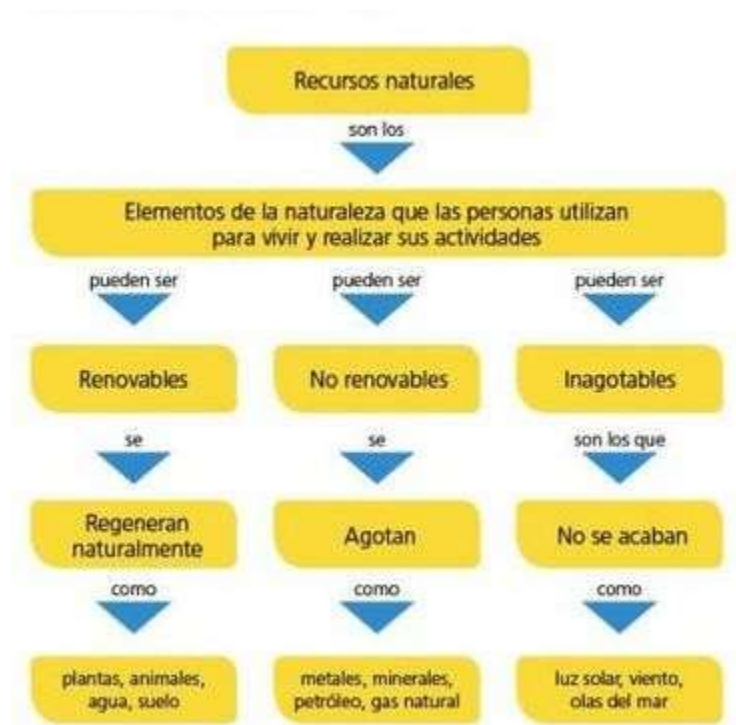 Recursos naturales
son los
Elementos de la naturaleza que las personas utilizan
para vivir y realizar sus actividades
pueden ser
pueden ser
pueden ser
Renovables
No renovables
Inagotables
se
se
son los que
Regeneran
naturalmente
Agotan
No se acaban
como
como
como
plantas, animales,
agua, suelo
metales, minerales,
petróleo, gas natural
luz solar, viento,
olas del mar